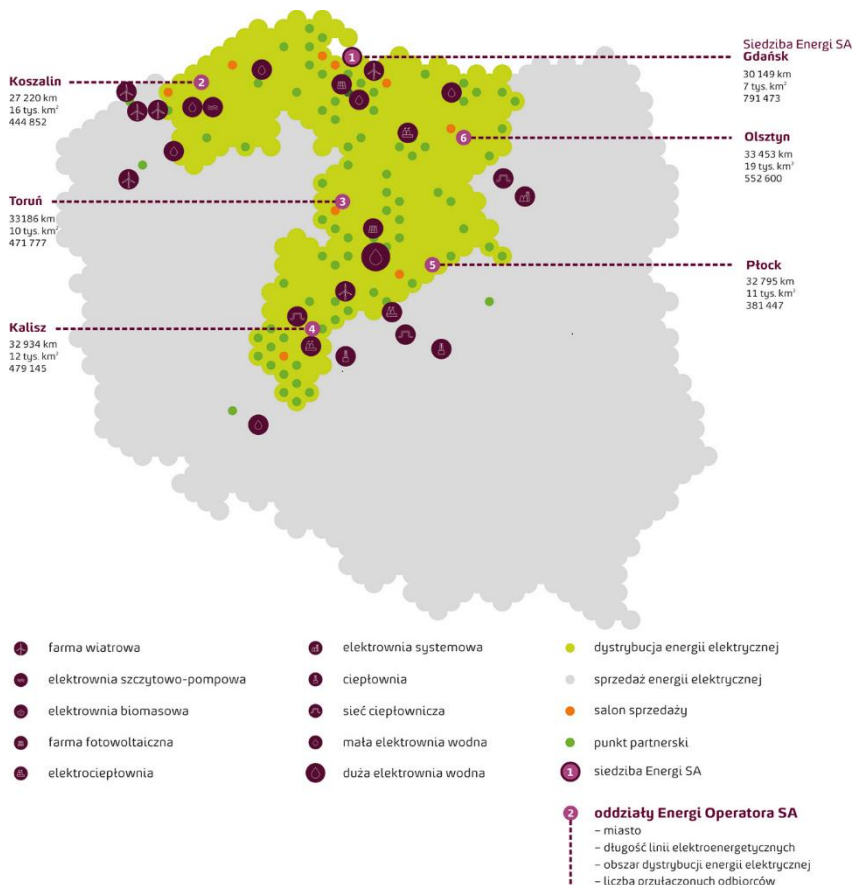 Siedziba Energi SA
Gdańsk
30 149 km
7 tys. km²
791 473
Koszalin
27 220 km
16 tys. km²
444 852
Olsztyn
33 453 km
19 tys. km²
552 600
Toruń
33186 km
10 tys. km²
471 777
Płock
32 795 km
11 tys. km²
381 447
Kalisz
32 934 km
12 tys. km²
479 145
1
2
3
4
5
6
farma wiatrowa
elektrownia szczytowo-pompowa
elektrownia biomasowa
farma fotowoltaiczna
elektrociepłownia
elektrownia systemowa
ciepłownia
sieć ciepłownicza
mała elektrownia wodna
duża elektrownia wodna
dystrybucja energii elektrycznej
sprzedaż energii elektrycznej
salon sprzedaży
punkt partnerski
1 siedziba Energi SA
2 oddziały Energi Operatora SA
– miasto
– długość linii elektroenergetycznych
– obszar dystrybucji energii elektrycznej
– liczba przyłączonych odbiorców